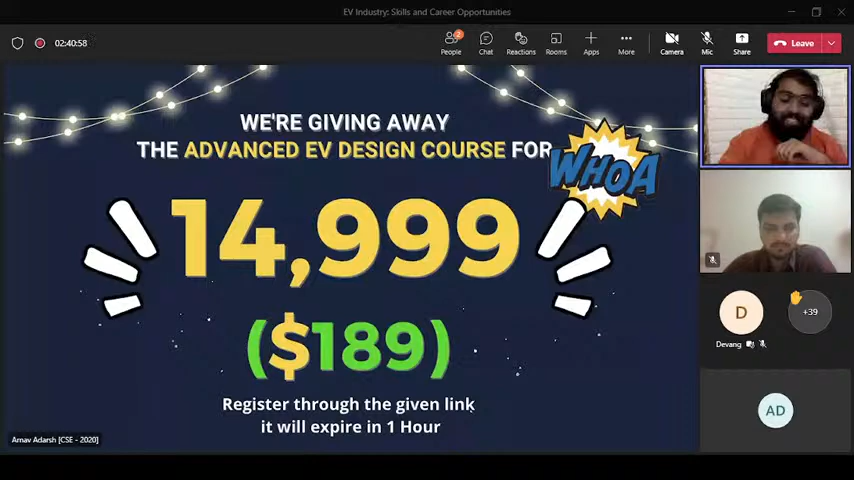 EV Industry: Skills and Career Opportunities
02:40:58
2
People
Chat
Reactions
Rooms
Apps
More
Camera
Mic
Share
Leave
WE'RE GIVING AWAY
THE ADVANCED EV DESIGN COURSE FOR
WHOA
14,999
($189)
Register through the given link
it will expire in 1 Hour
Arnav Adarsh [CSE - 2020]
D
+39
Devang
AD